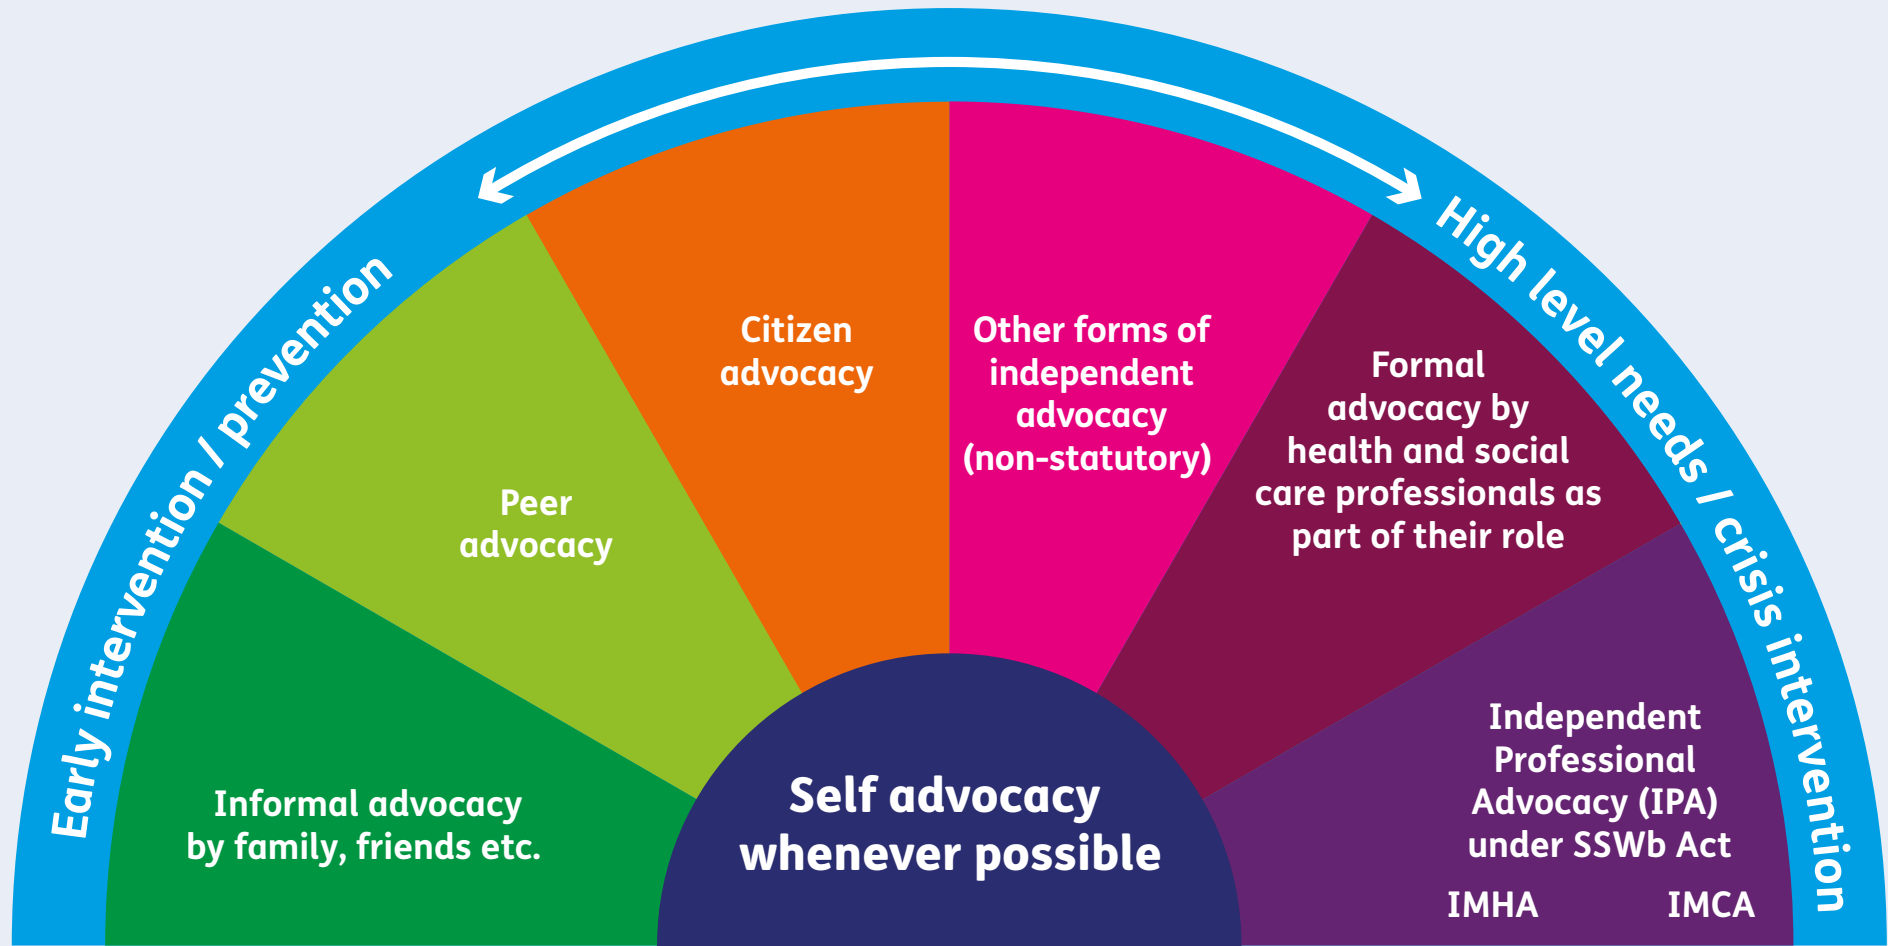 Early intervention / prevention
High level needs / crisis intervention
Informal advocacy
by family, friends etc.
Peer
advocacy
Citizen
advocacy
Other forms of
independent
advocacy
(non-statutory)
Formal
advocacy by
health and social
care professionals as
part of their role
Independent
Professional
Advocacy (IPA)
under SSWb Act
IMHA IMCA
Self advocacy
whenever possible